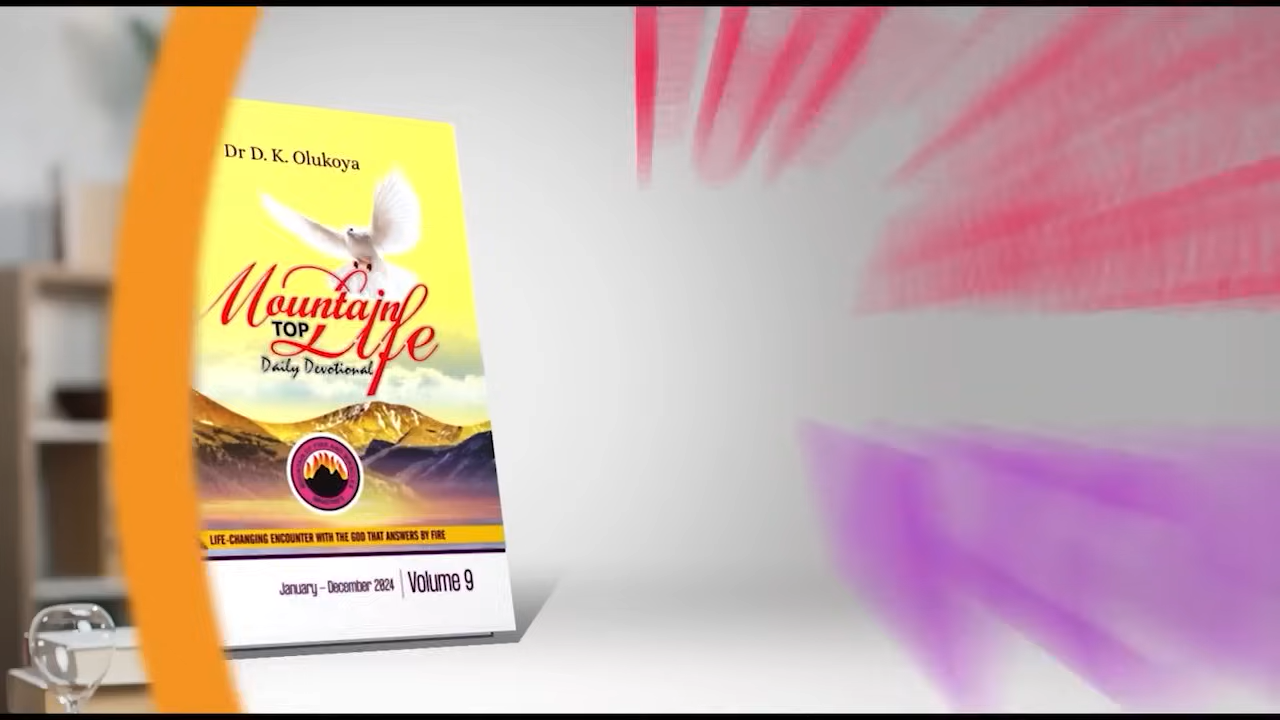 Dr D. K. Olukoya
Mountain
TOP
Life
Daily Devotional
LIFE-CHANGING ENCOUNTER WITH THE GOD THAT ANSWERS BY FIRE
January – December 2024 | Volume 9